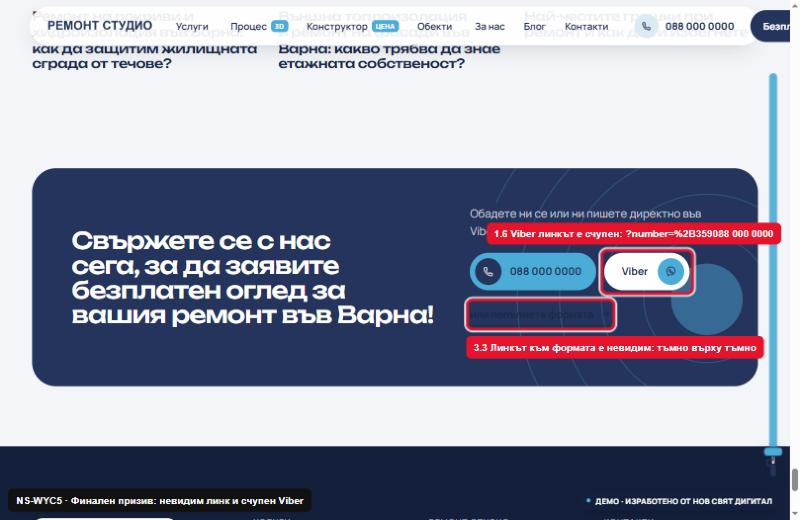 РЕМОНТ СТУДИО
Услуги
Процес 3D
Конструктор ЦЕНА
Обекти
За нас
Блог
Контакти
088 000 0000
как да защитим жилищната
сграда от течове?
Варна: какво трябва да знае
етажната собственост?
Свържете се с нас
сега, за да заявите
безплатен оглед за
вашия ремонт във Варна!
Обадете ни се или ни пишете директно във
1.6 Viber линкът е счупен: ?number=%2B359088 000 0000
088 000 0000
Viber
или попълнете формата
3.3 Линкът към формата е невидим: тъмно върху тъмно
NS-WYC5 · Финален призив: невидим линк и счупен Viber
ДЕМО · ИЗРАБОТЕНО ОТ НОВ СВЯТ ДИГИТАЛ